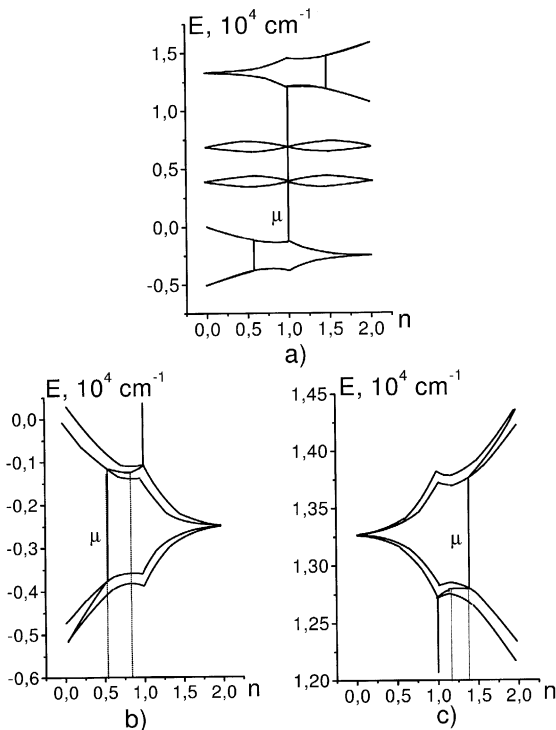 E, 10⁴ cm⁻¹
1,5
1,0
0,5
0,0
-0,5
μ
0,0 0,5 1,0 1,5 2,0 n
a)
E, 10⁴ cm⁻¹
0,0
-0,1
-0,2
-0,3
-0,4
-0,5
-0,6
μ
0,0 0,5 1,0 1,5 2,0 n
b)
E, 10⁴ cm⁻¹
1,45
1,40
1,35
1,30
1,25
1,20
μ
0,0 0,5 1,0 1,5 2,0 n
c)